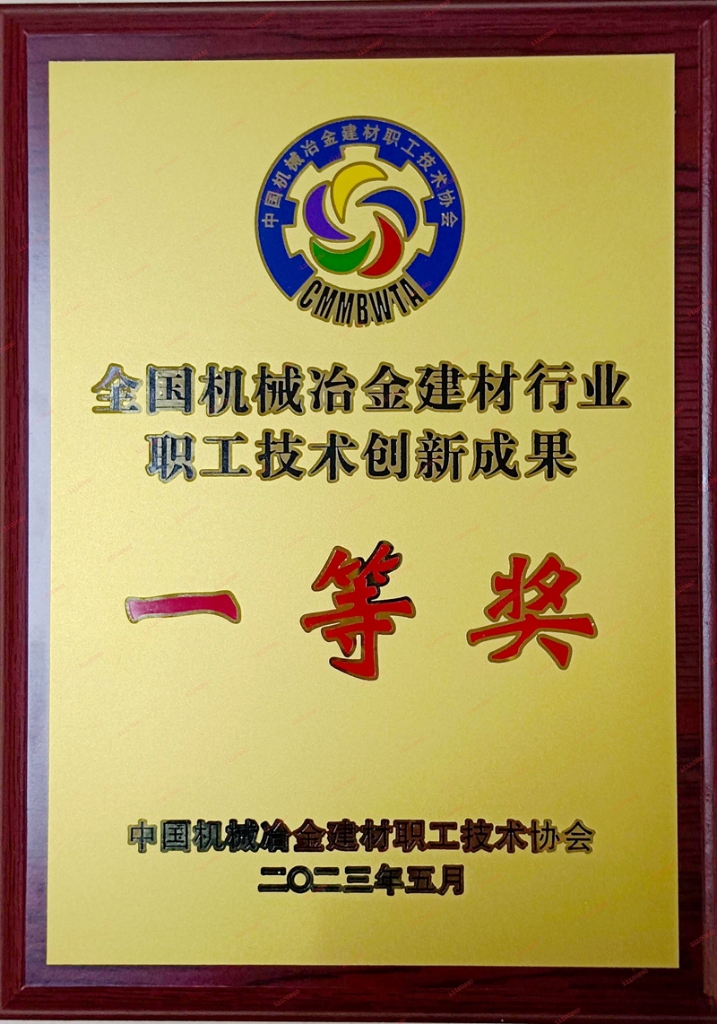 中国机械冶金建材职工技术协会
CMMBWTA
全国机械冶金建材行业
职工技术创新成果
一等奖
中国机械冶金建材职工技术协会
二〇二三年五月